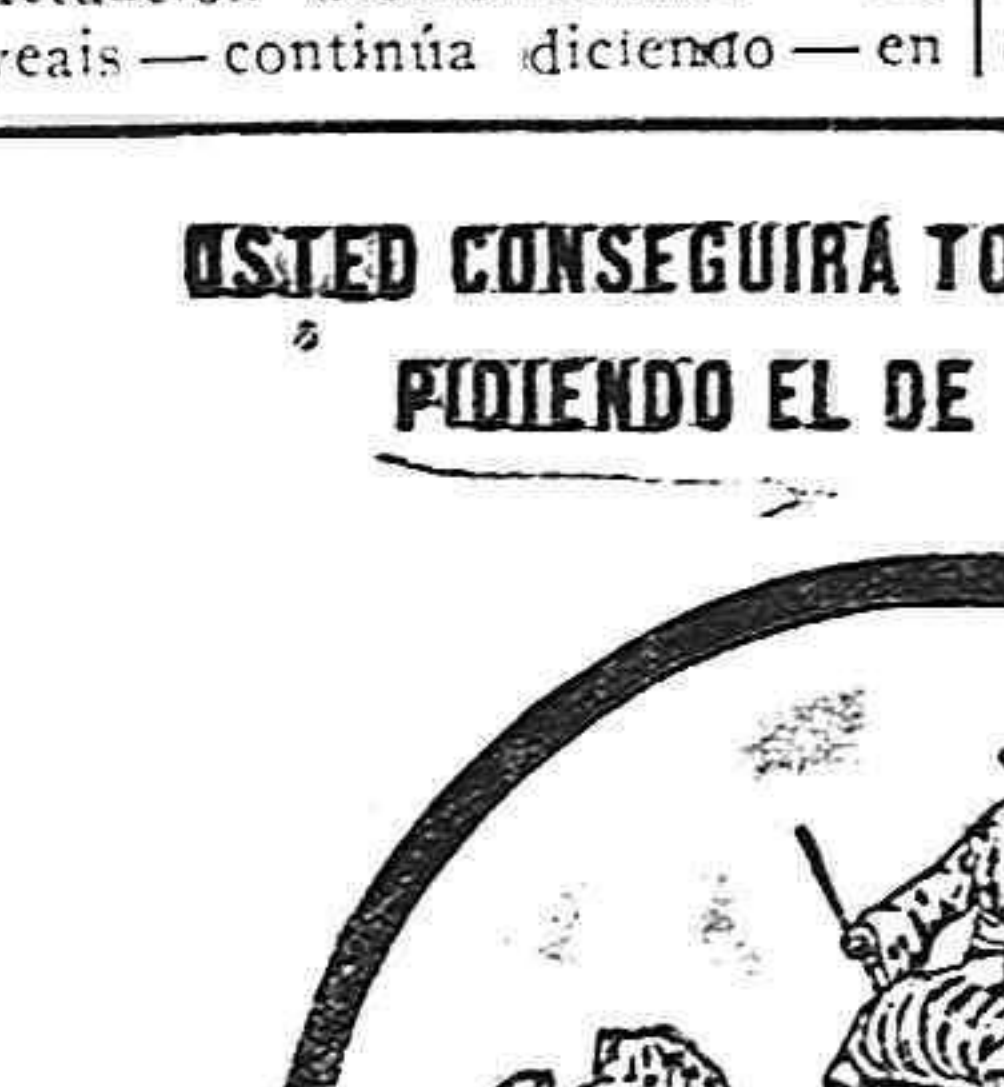 reais — continúa diciendo — en
USTED CONSEGUIRÁ TO
PIDIENDO EL DE